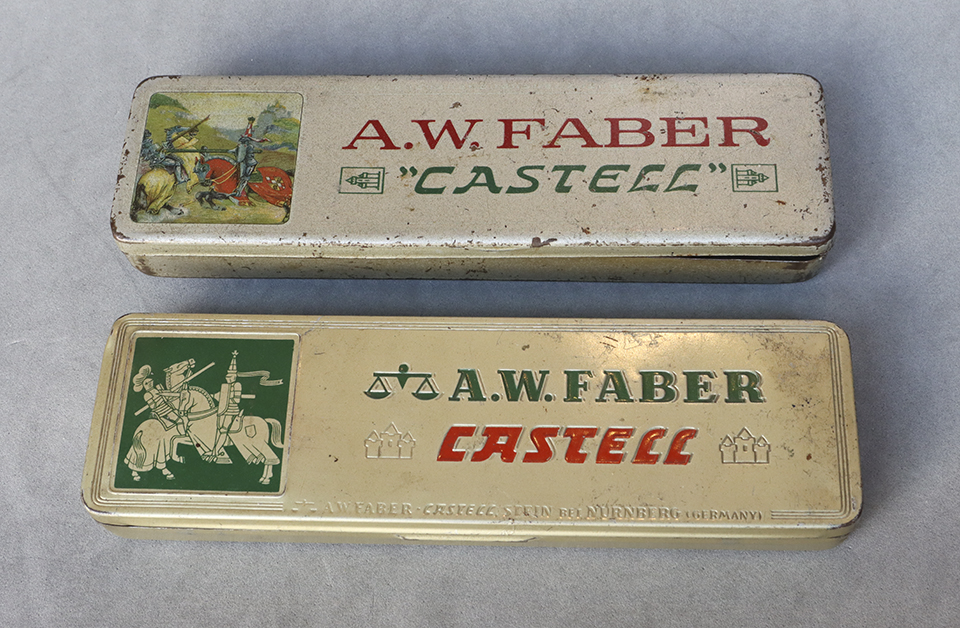 A.W. FABER
"CASTELL"
A.W. FABER
CASTELL
A.W. FABER-CASTELL, STEIN BEI NÜRNBERG (GERMANY)